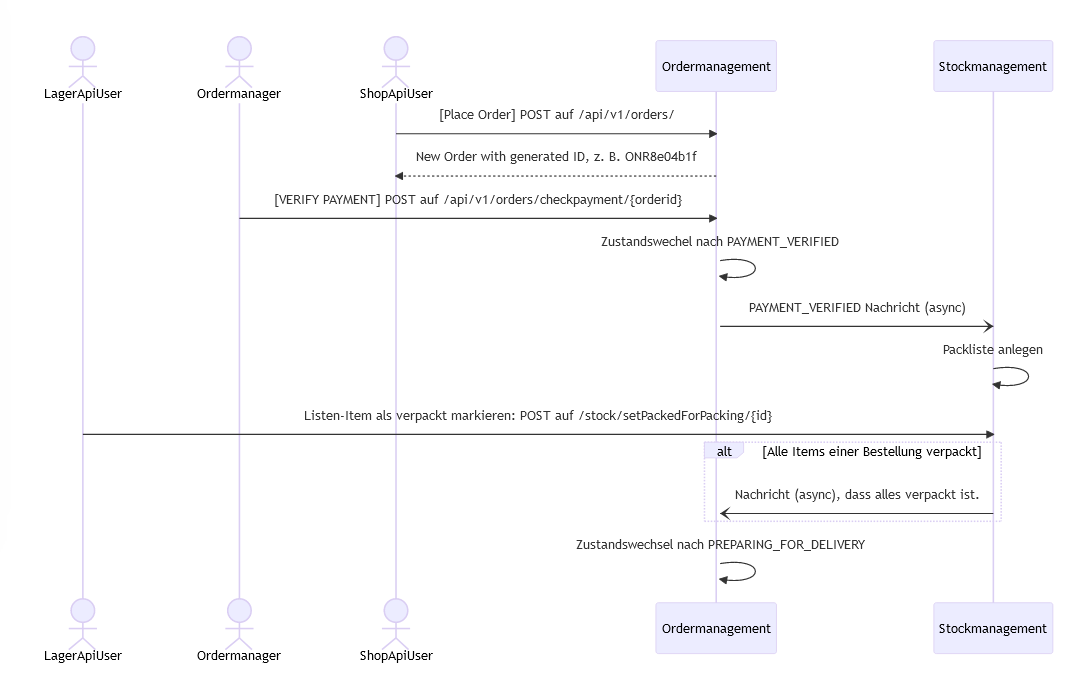 LagerApiUser
Ordermanager
ShopApiUser
Ordermanagement
Stockmanagement
[Place Order] POST auf /api/v1/orders/
New Order with generated ID, z. B. ONR8e04b1f
[VERIFY PAYMENT] POST auf /api/v1/orders/checkpayment/{orderid}
Zustandswechel nach PAYMENT_VERIFIED
PAYMENT_VERIFIED Nachricht (async)
Packliste anlegen
Listen-Item als verpackt markieren: POST auf /stock/setPackedForPacking/{id}
alt
[Alle Items einer Bestellung verpackt]
Nachricht (async), dass alles verpackt ist.
Zustandswechsel nach PREPARING_FOR_DELIVERY
LagerApiUser
Ordermanager
ShopApiUser
Ordermanagement
Stockmanagement